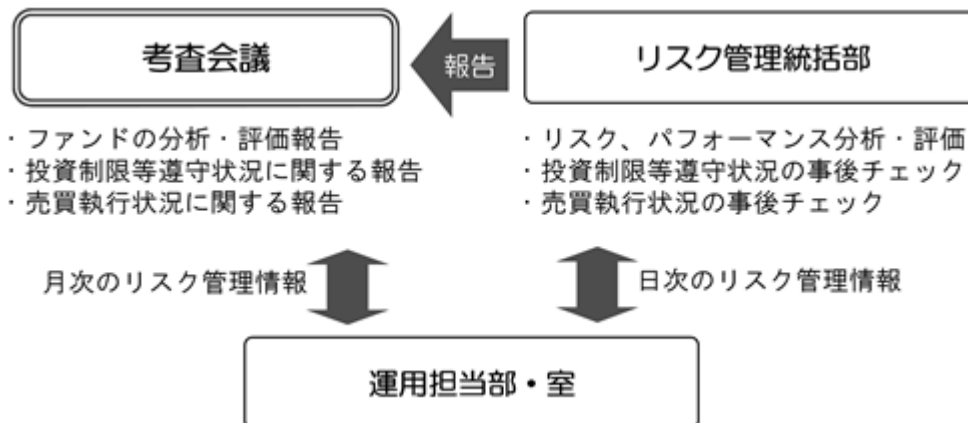 考査会議
報告
リスク管理統括部
・ファンドの分析・評価報告
・投資制限等遵守状況に関する報告
・売買執行状況に関する報告
・リスク、パフォーマンス分析・評価
・投資制限等遵守状況の事後チェック
・売買執行状況の事後チェック
月次のリスク管理情報
日次のリスク管理情報
運用担当部・室